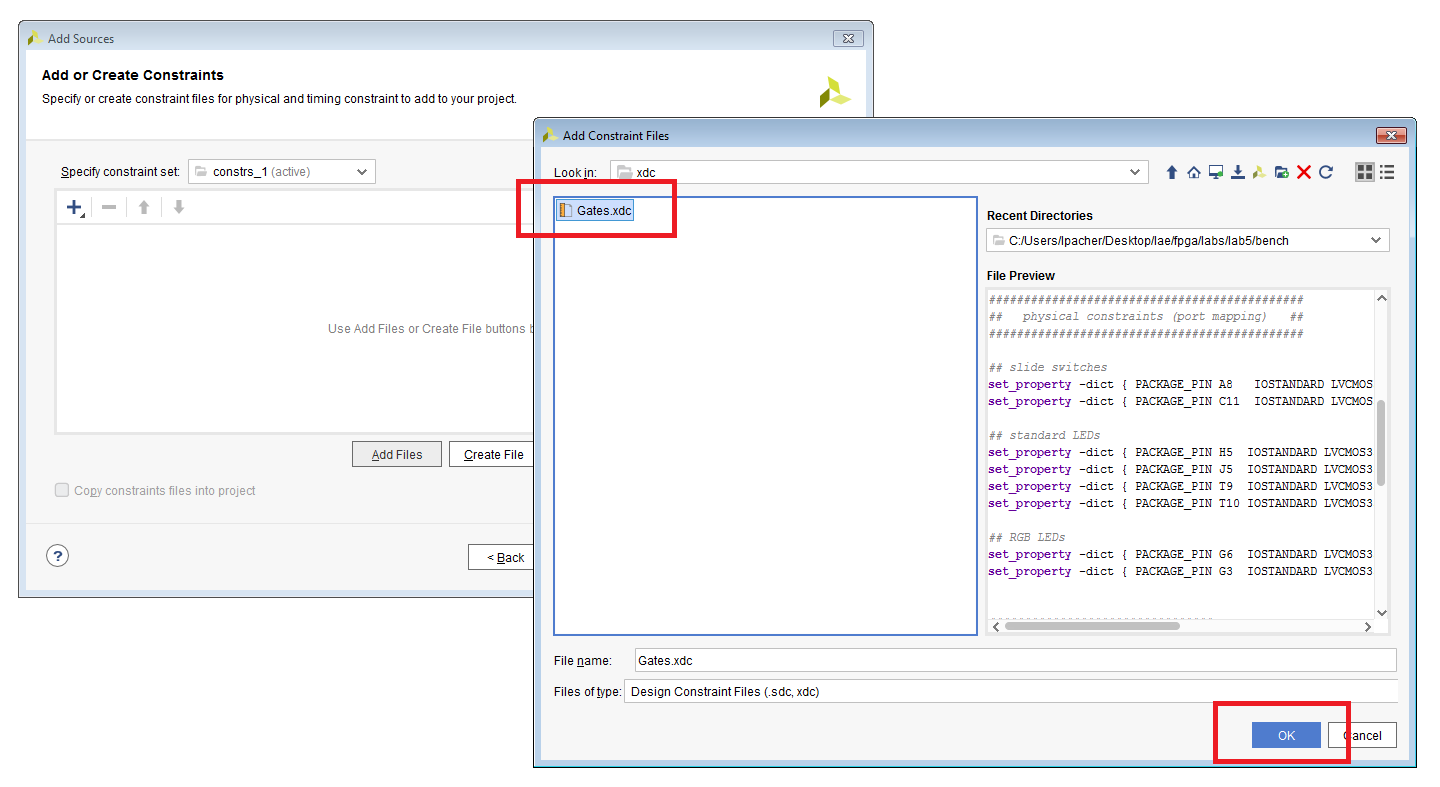 Add Sources
Add or Create Constraints
Specify or create constraint files for physical and timing constraint to add to your project.
Specify constraint set: constrs_1 (active)
Use Add Files or Create File buttons b
Add Files Create File
Copy constraints files into project
? < Back
Add Constraint Files
Look in: xdc
Gates.xdc
Recent Directories
C:/Users/lpacher/Desktop/lae/fpga/labs/lab5/bench
File Preview
#############################################
## physical constraints (port mapping) ##
#############################################
## slide switches
set_property -dict { PACKAGE_PIN A8 IOSTANDARD LVCMOS
set_property -dict { PACKAGE_PIN C11 IOSTANDARD LVCMOS
## standard LEDs
set_property -dict { PACKAGE_PIN H5 IOSTANDARD LVCMOS3
set_property -dict { PACKAGE_PIN J5 IOSTANDARD LVCMOS3
set_property -dict { PACKAGE_PIN T9 IOSTANDARD LVCMOS3
set_property -dict { PACKAGE_PIN T10 IOSTANDARD LVCMOS3
## RGB LEDs
set_property -dict { PACKAGE_PIN G6 IOSTANDARD LVCMOS3
set_property -dict { PACKAGE_PIN G3 IOSTANDARD LVCMOS3
File name: Gates.xdc
Files of type: Design Constraint Files (.sdc, xdc)
OK Cancel